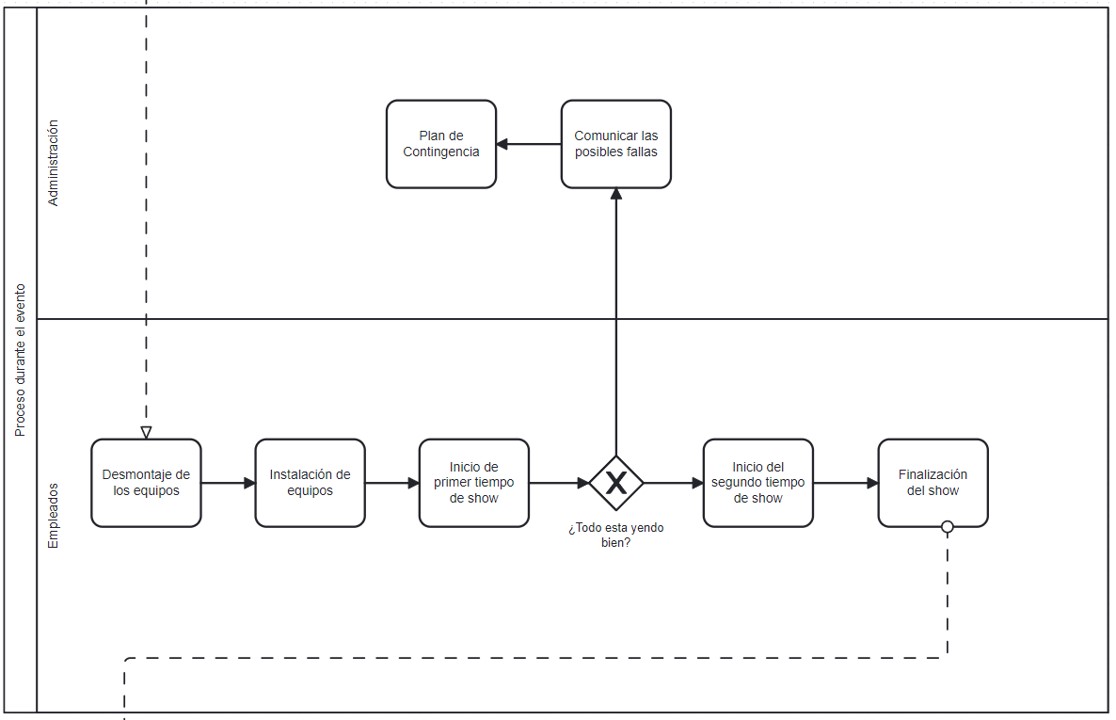 Proceso durante el evento
Administración
Plan de
Contingencia
Comunicar las
posibles fallas
Empleados
Desmontaje de
los equipos
Instalación de
equipos
Inicio de
primer tiempo
de show
X
¿Todo esta yendo
bien?
Inicio del
segundo tiempo
de show
Finalización
del show